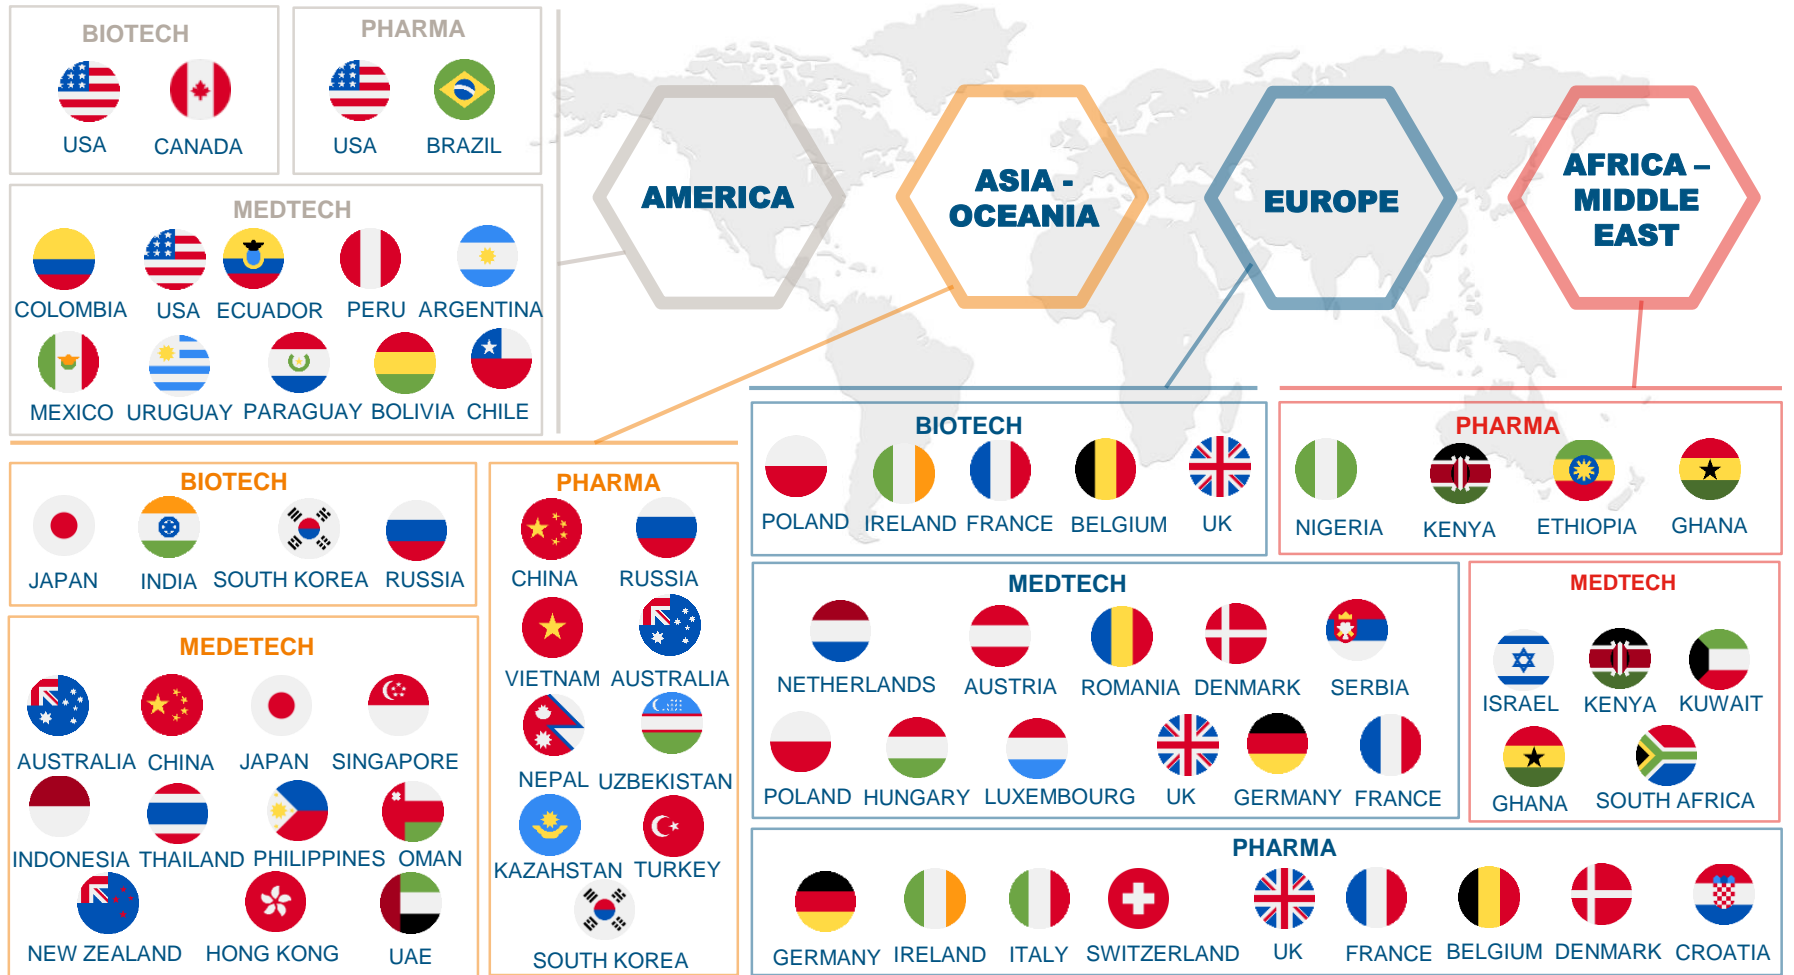 BIOTECH
USA
CANADA
PHARMA
USA
BRAZIL
MEDTECH
COLOMBIA
USA
ECUADOR
PERU
ARGENTINA
MEXICO
URUGUAY
PARAGUAY
BOLIVIA
CHILE
AMERICA
ASIA -
OCEANIA
EUROPE
AFRICA –
MIDDLE
EAST
BIOTECH
JAPAN
INDIA
SOUTH KOREA
RUSSIA
MEDETECH
AUSTRALIA
CHINA
JAPAN
SINGAPORE
INDONESIA
THAILAND
PHILIPPINES
OMAN
NEW ZEALAND
HONG KONG
UAE
PHARMA
CHINA
RUSSIA
VIETNAM
AUSTRALIA
NEPAL
UZBEKISTAN
KAZAHSTAN
TURKEY
SOUTH KOREA
BIOTECH
POLAND
IRELAND
FRANCE
BELGIUM
UK
MEDTECH
NETHERLANDS
AUSTRIA
ROMANIA
DENMARK
SERBIA
POLAND
HUNGARY
LUXEMBOURG
UK
GERMANY
FRANCE
PHARMA
GERMANY
IRELAND
ITALY
SWITZERLAND
UK
FRANCE
BELGIUM
DENMARK
CROATIA
PHARMA
NIGERIA
KENYA
ETHIOPIA
GHANA
MEDTECH
ISRAEL
KENYA
KUWAIT
GHANA
SOUTH AFRICA